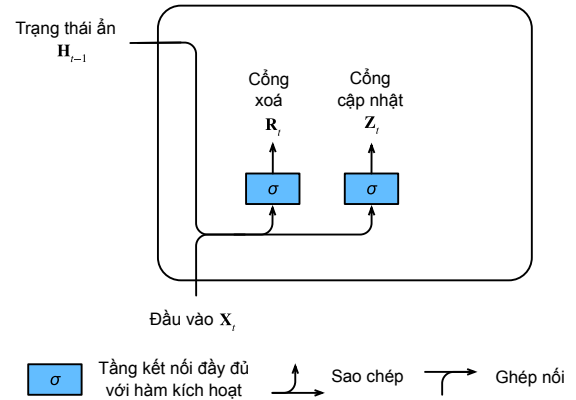 Trạng thái ẩn
H_{t−1}
Cổng
xoá
R_t
Cổng
cập nhật
Z_t
σ
σ
Đầu vào X_t
σ
Tầng kết nối đầy đủ
với hàm kích hoạt
Sao chép
Ghép nối